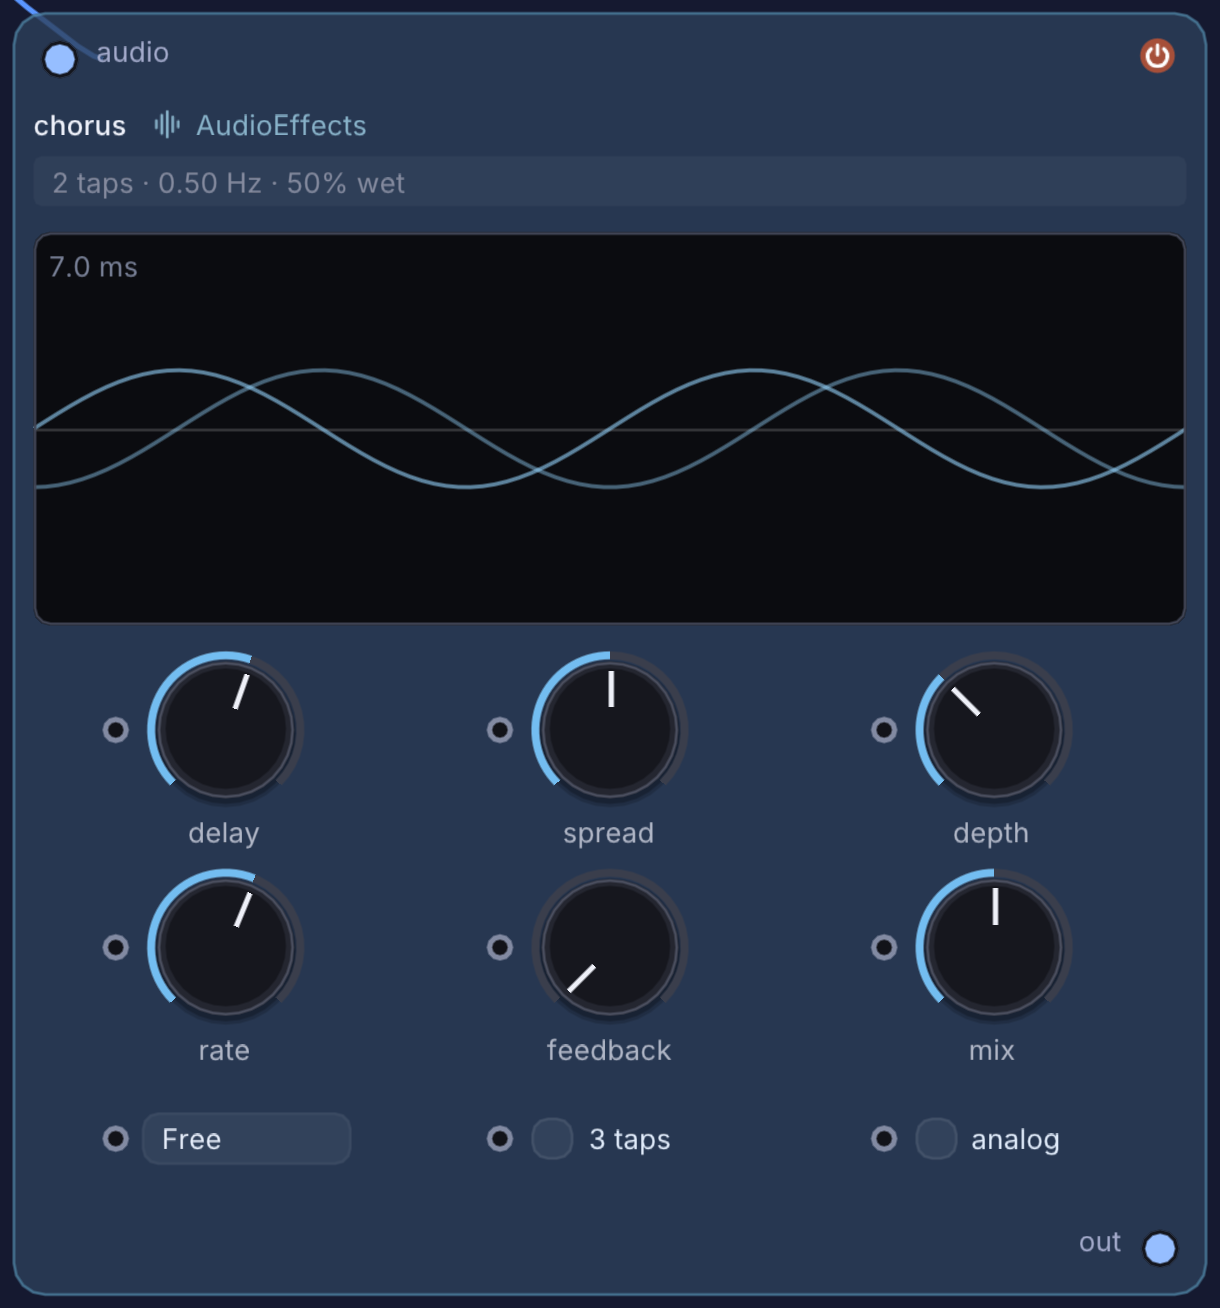 audio
chorus AudioEffects
2 taps · 0.50 Hz · 50% wet
7.0 ms
delay spread depth
rate feedback mix
Free 3 taps analog
out